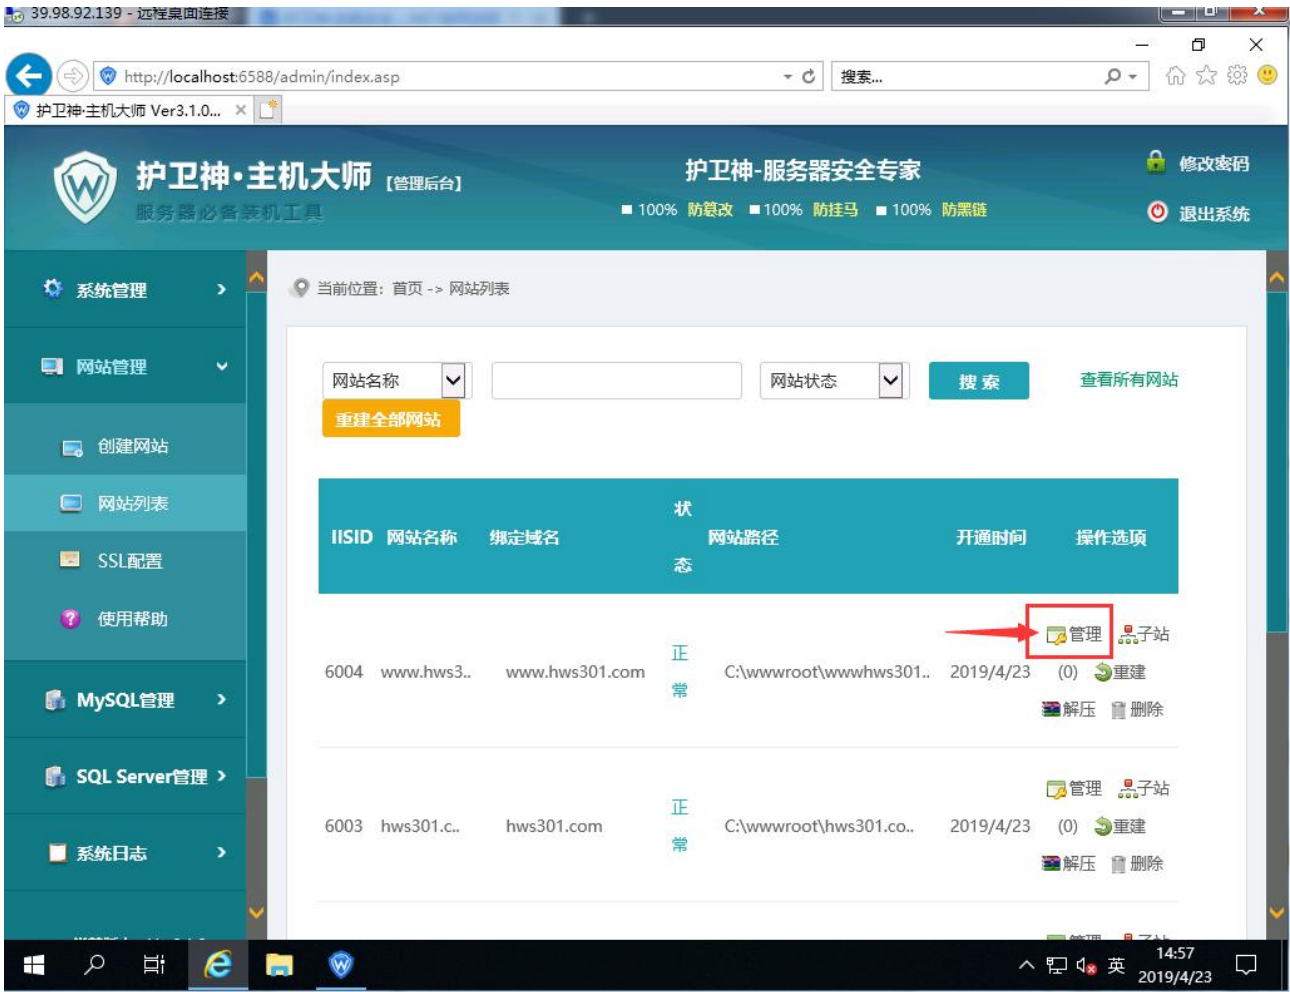 39.98.92.139 - 远程桌面连接
http://localhost:6588/admin/index.asp
搜索...
护卫神·主机大师 Ver3.1.0...
护卫神·主机大师 [管理后台]
服务器必备装机工具
护卫神-服务器安全专家
100% 防篡改 100% 防挂马 100% 防黑链
修改密码
退出系统
系统管理
网站管理
创建网站
网站列表
SSL配置
使用帮助
MySQL管理
SQL Server管理
系统日志
当前位置：首页 -> 网站列表
网站名称
网站状态
搜 索
查看所有网站
重建全部网站
IISID 网站名称 绑定域名 状态 网站路径 开通时间 操作选项
6004 www.hws3.. www.hws301.com 正常 C:\wwwroot\wwwhws301.. 2019/4/23 管理 子站
(0) 重建
解压 删除
6003 hws301.c.. hws301.com 正常 C:\wwwroot\hws301.co.. 2019/4/23 管理 子站
(0) 重建
解压 删除
管理 子站
英
14:57
2019/4/23